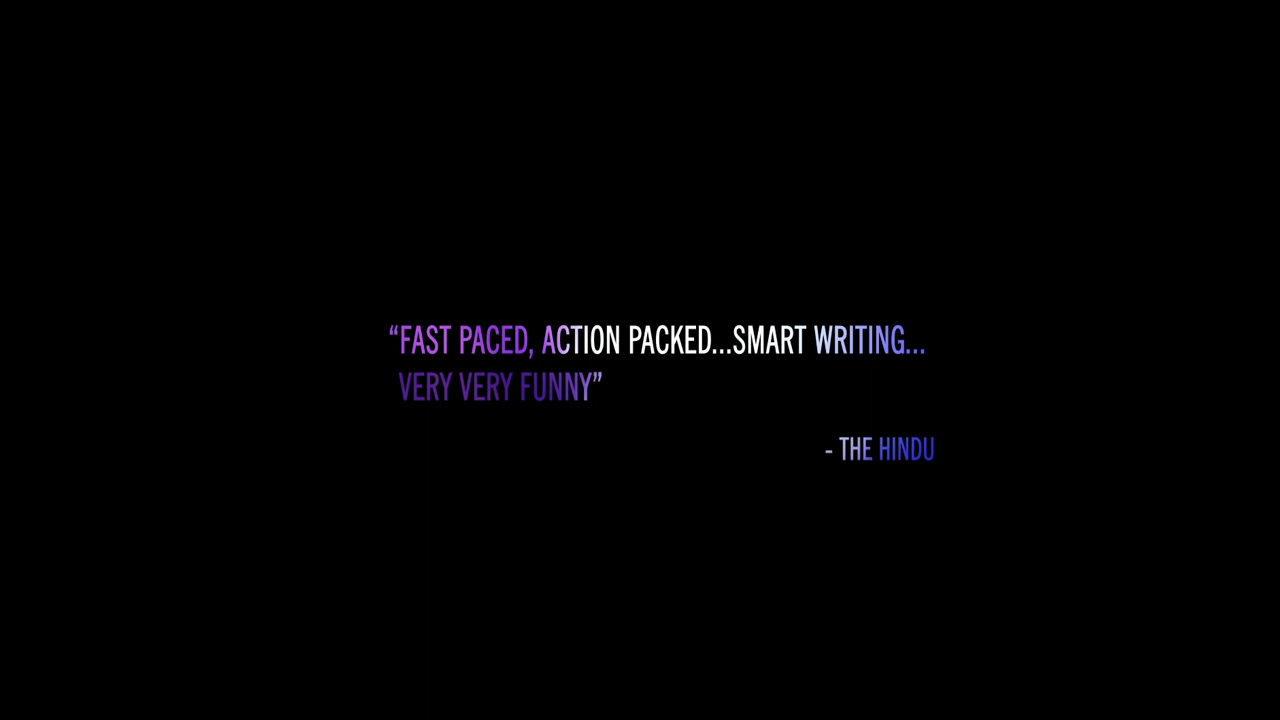 “FAST PACED, ACTION PACKED...SMART WRITING...
VERY VERY FUNNY”
- THE HINDU